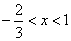 -2/3 < x < 1